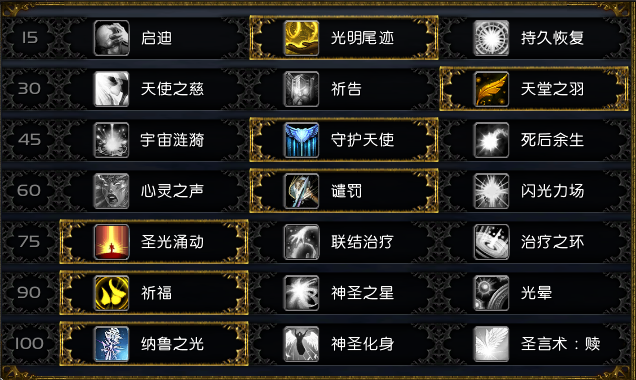 15 启迪 光明尾迹 持久恢复
30 天使之慈 祈告 天堂之羽
45 宇宙涟漪 守护天使 死后余生
60 心灵之声 谴罚 闪光力场
75 圣光涌动 联结治疗 治疗之环
90 祈福 神圣之星 光晕
100 纳鲁之光 神圣化身 圣言术：赎